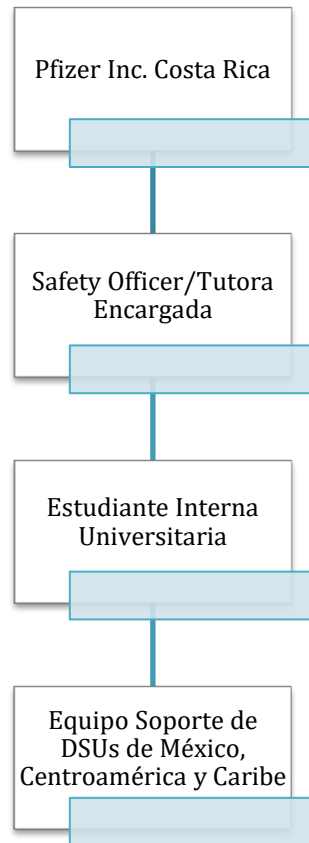 Pfizer Inc. Costa Rica
Safety Officer/Tutora
Encargada
Estudiante Interna
Universitaria
Equipo Soporte de
DSUs de México,
Centroamérica y Caribe